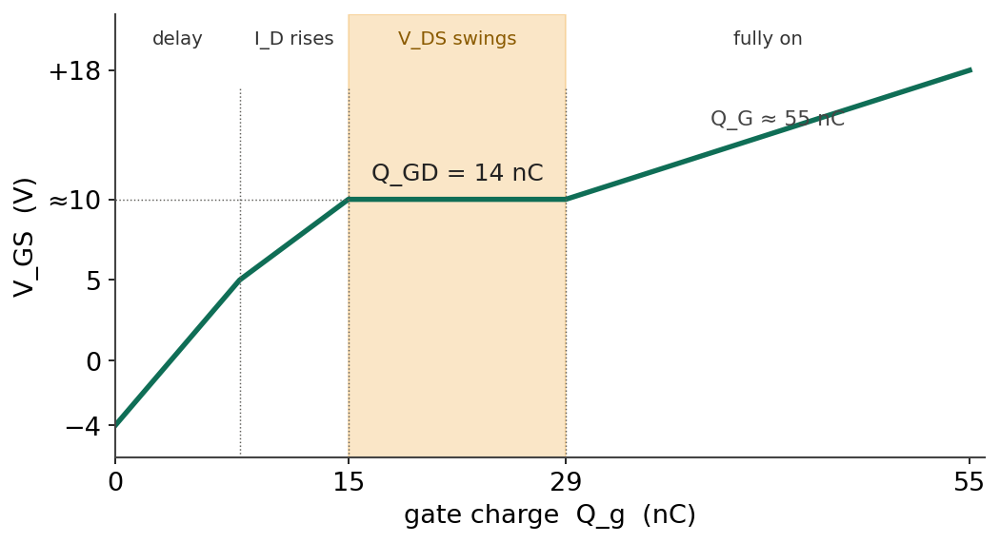 delay
I_D rises
V_DS swings
fully on
+18
Q_G ≈ 55 nC
Q_GD = 14 nC
≈10
V_GS (V)
5
0
−4
0
15
29
55
gate charge Q_g (nC)